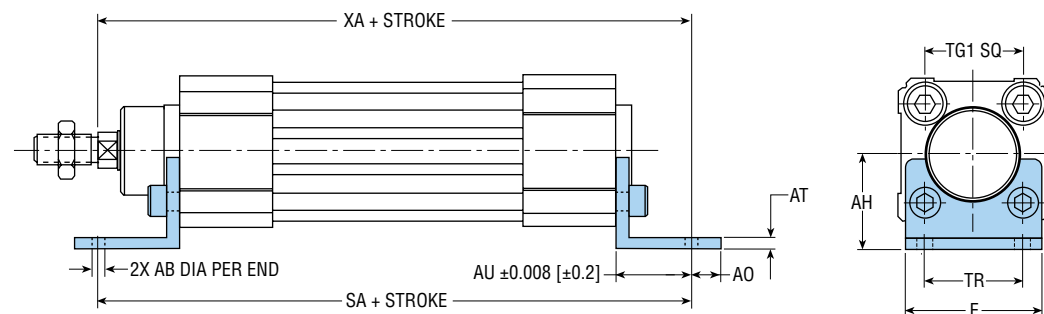 XA + STROKE
TG1 SQ
AT
AH
2X AB DIA PER END
AU ±0.008 [±0.2]
AO
TR
SA + STROKE